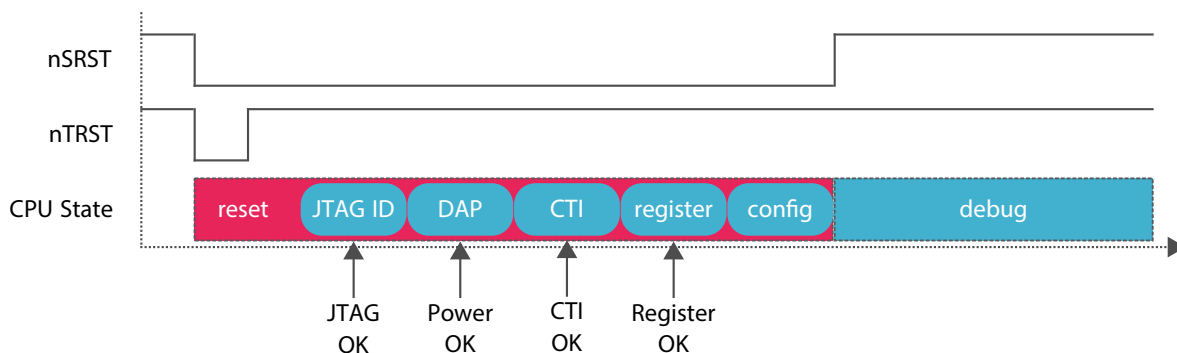 nSRST
nTRST
CPU State
reset
JTAG ID
DAP
CTI
register
config
debug
JTAG
OK
Power
OK
CTI
OK
Register
OK